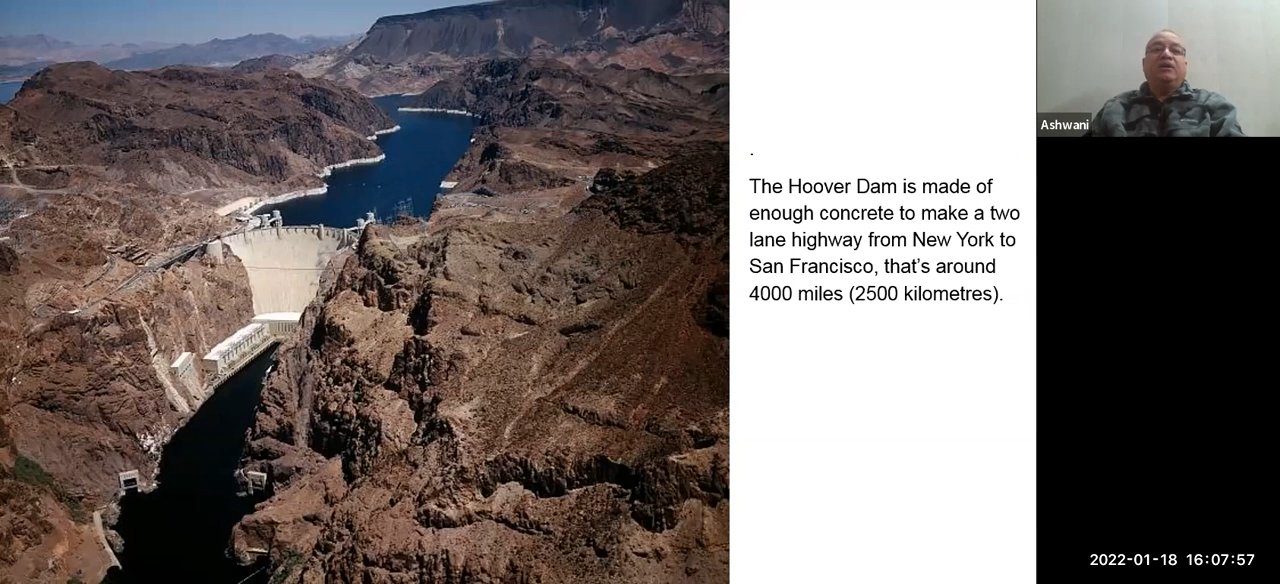 .
The Hoover Dam is made of
enough concrete to make a two
lane highway from New York to
San Francisco, that’s around
4000 miles (2500 kilometres).
Ashwani
2022-01-18 16:07:57